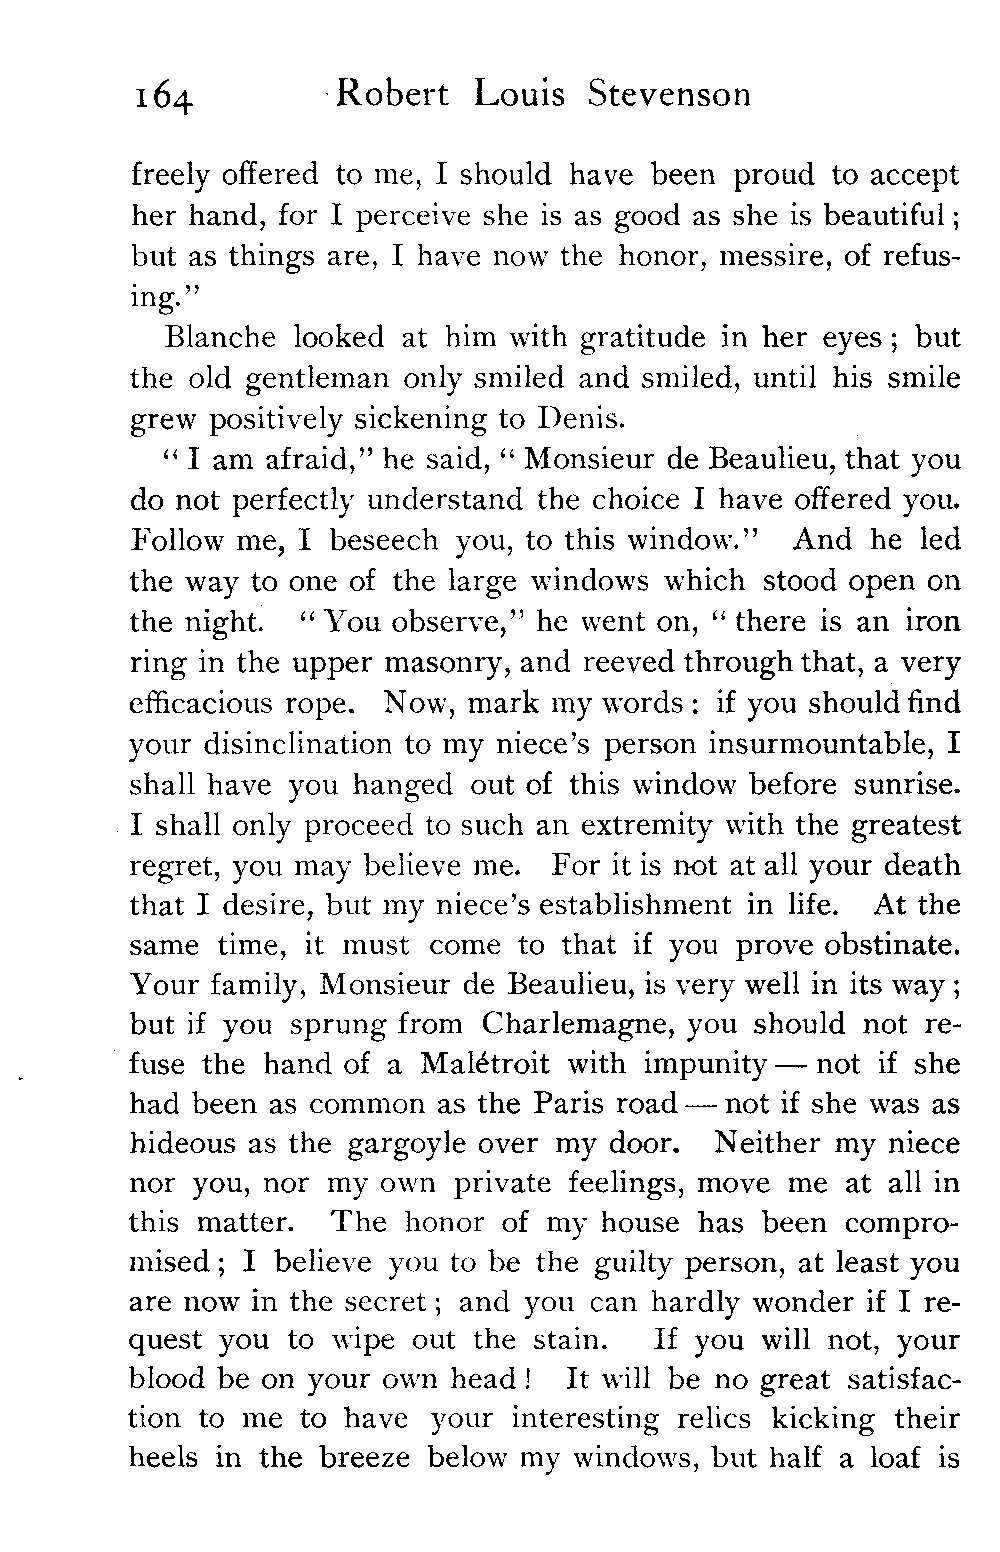 164 Robert Louis Stevenson
freely offered to me, I should have been proud to accept
her hand, for I perceive she is as good as she is beautiful;
but as things are, I have now the honor, messire, of refus-
ing."
Blanche looked at him with gratitude in her eyes; but
the old gentleman only smiled and smiled, until his smile
grew positively sickening to Denis.
"I am afraid," he said, "Monsieur de Beaulieu, that you
do not perfectly understand the choice I have offered you.
Follow me, I beseech you, to this window." And he led
the way to one of the large windows which stood open on
the night. "You observe," he went on, "there is an iron
ring in the upper masonry, and reeved through that, a very
efficacious rope. Now, mark my words: if you should find
your disinclination to my niece's person insurmountable, I
shall have you hanged out of this window before sunrise.
I shall only proceed to such an extremity with the greatest
regret, you may believe me. For it is not at all your death
that I desire, but my niece's establishment in life. At the
same time, it must come to that if you prove obstinate.
Your family, Monsieur de Beaulieu, is very well in its way;
but if you sprung from Charlemagne, you should not re-
fuse the hand of a Malétroit with impunity — not if she
had been as common as the Paris road — not if she was as
hideous as the gargoyle over my door. Neither my niece
nor you, nor my own private feelings, move me at all in
this matter. The honor of my house has been compro-
mised; I believe you to be the guilty person, at least you
are now in the secret; and you can hardly wonder if I re-
quest you to wipe out the stain. If you will not, your
blood be on your own head! It will be no great satisfac-
tion to me to have your interesting relics kicking their
heels in the breeze below my windows, but half a loaf is